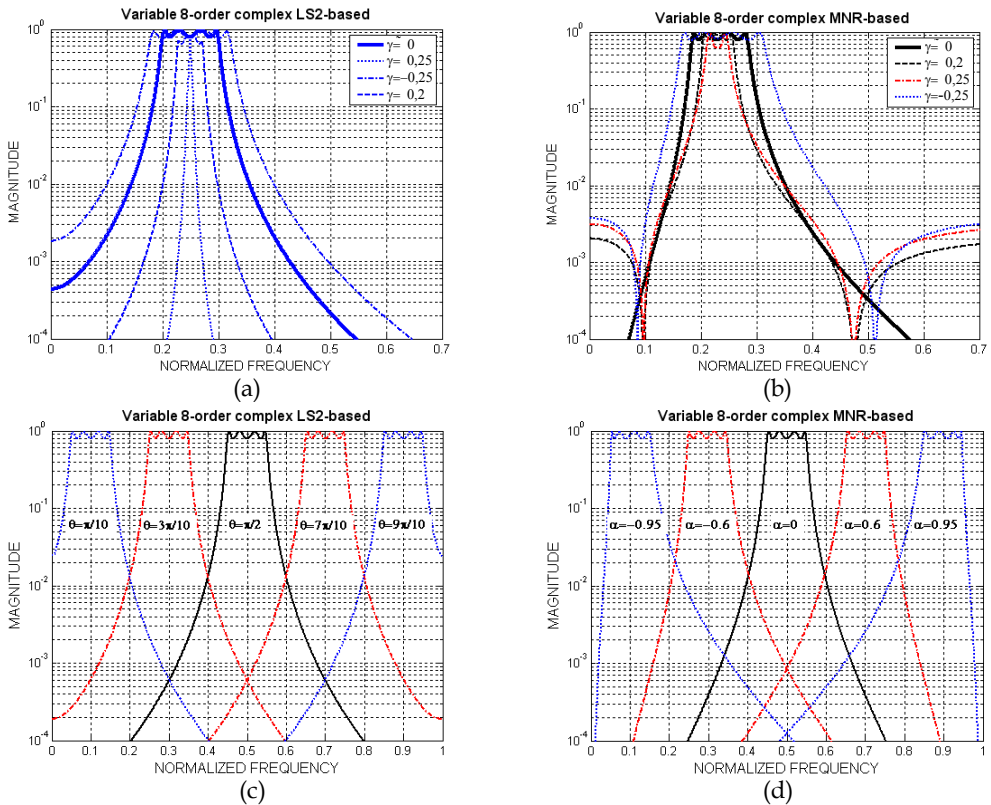 Variable 8-order complex LS2-based
γ= 0
γ= 0,25
γ=-0,25
γ= 0,2
MAGNITUDE
10^0
10^-1
10^-2
10^-3
10^-4
0 0.1 0.2 0.3 0.4 0.5 0.6 0.7
NORMALIZED FREQUENCY
(a)
Variable 8-order complex MNR-based
γ= 0
γ= 0,2
γ= 0,25
γ=-0,25
MAGNITUDE
10^0
10^-1
10^-2
10^-3
10^-4
0 0.1 0.2 0.3 0.4 0.5 0.6 0.7
NORMALIZED FREQUENCY
(b)
Variable 8-order complex LS2-based
θ=π/10 θ=3π/10 θ=π/2 θ=7π/10 θ=9π/10
MAGNITUDE
10^0
10^-1
10^-2
10^-3
10^-4
0 0.1 0.2 0.3 0.4 0.5 0.6 0.7 0.8 0.9 1
NORMALIZED FREQUENCY
(c)
Variable 8-order complex MNR-based
α=-0.95 α=-0.6 α=0 α=0.6 α=0.95
MAGNITUDE
10^0
10^-1
10^-2
10^-3
10^-4
0 0.1 0.2 0.3 0.4 0.5 0.6 0.7 0.8 0.9 1
NORMALIZED FREQUENCY
(d)